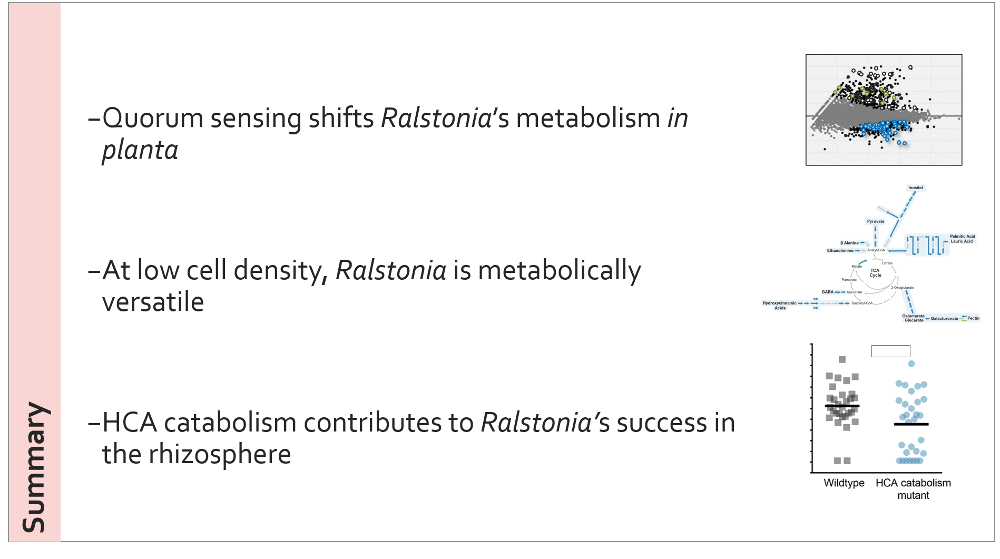 –Quorum sensing shifts Ralstonia's metabolism in
planta
Inositol
Pyruvate
Palmitic Acid
Lauric Acid
β Alanine
Ethanolamine
Acetyl-CoA
Citrate
Malate
TCA
Cycle
Fumarate
2-Oxoglutarate
GABA
Succinate
Hydroxycinnamic
Acids
Succinyl-CoA
Galactarate
Glucarate
Galacturonate
Pectin
–At low cell density, Ralstonia is metabolically
versatile
–HCA catabolism contributes to Ralstonia's success in
the rhizosphere
Wildtype
HCA catabolism
mutant
Summary